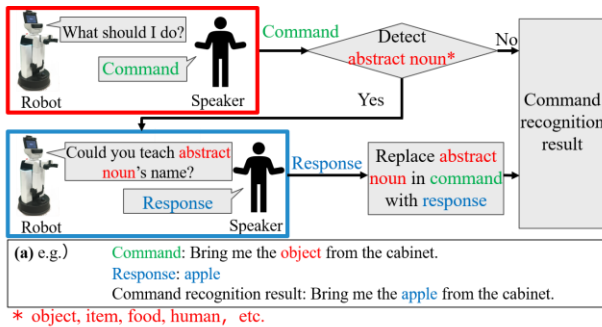 What should I do?
Command
Robot
Speaker
Command
Detect
abstract noun*
No
Yes
Command
recognition
result
Could you teach abstract
noun's name?
Response
Robot
Speaker
Response
Replace abstract
noun in command
with response
(a) e.g.)
Command: Bring me the object from the cabinet.
Response: apple
Command recognition result: Bring me the apple from the cabinet.
* object, item, food, human, etc.